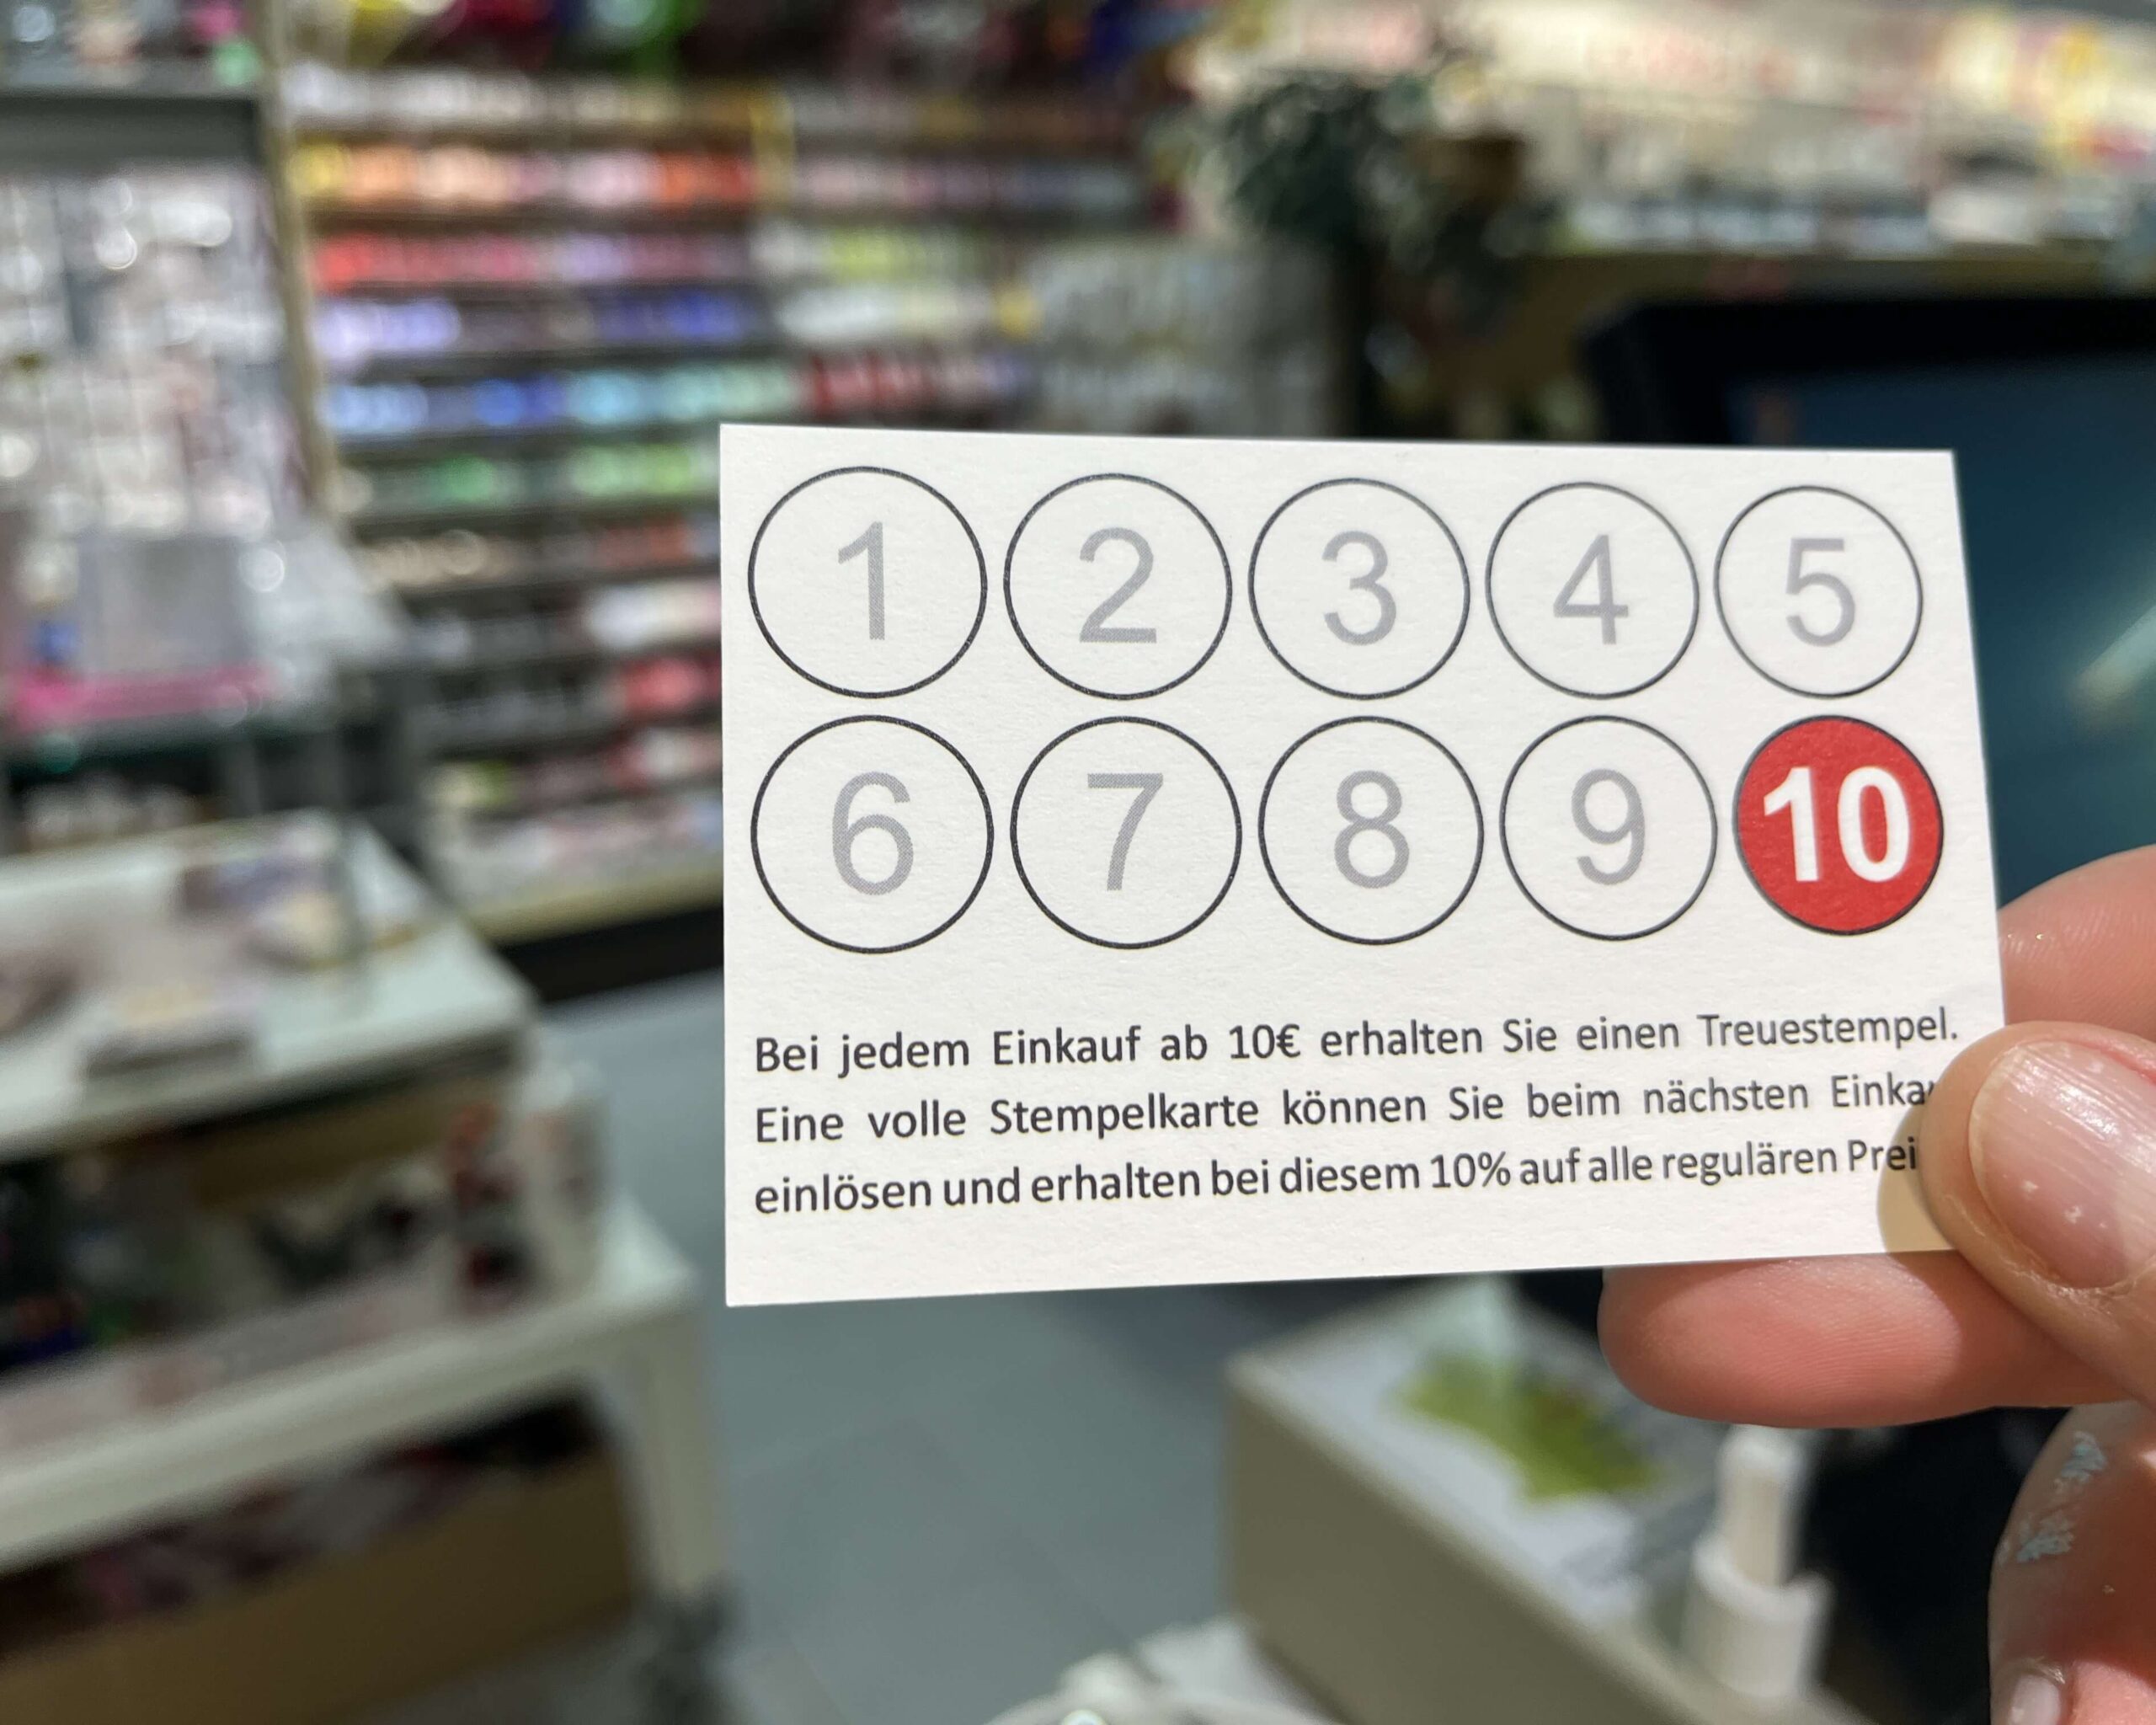 1 2 3 4 5
6 7 8 9 10
Bei jedem Einkauf ab 10€ erhalten Sie einen Treuestempel.
Eine volle Stempelkarte können Sie beim nächsten
einlösen und erhalten bei diesem 10% auf alle regulären